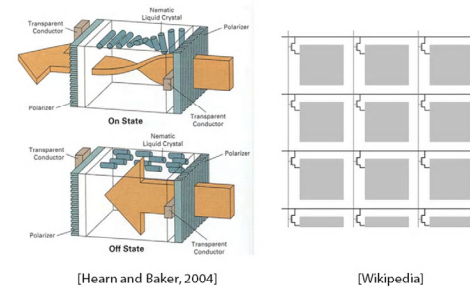 Nematic
Liquid Crystal
Transparent
Conductor
Polarizer
Polarizer
Transparent
Conductor
On State
Nematic
Liquid Crystal
Transparent
Conductor
Polarizer
Polarizer
Transparent
Conductor
Off State
[Hearn and Baker, 2004]
[Wikipedia]